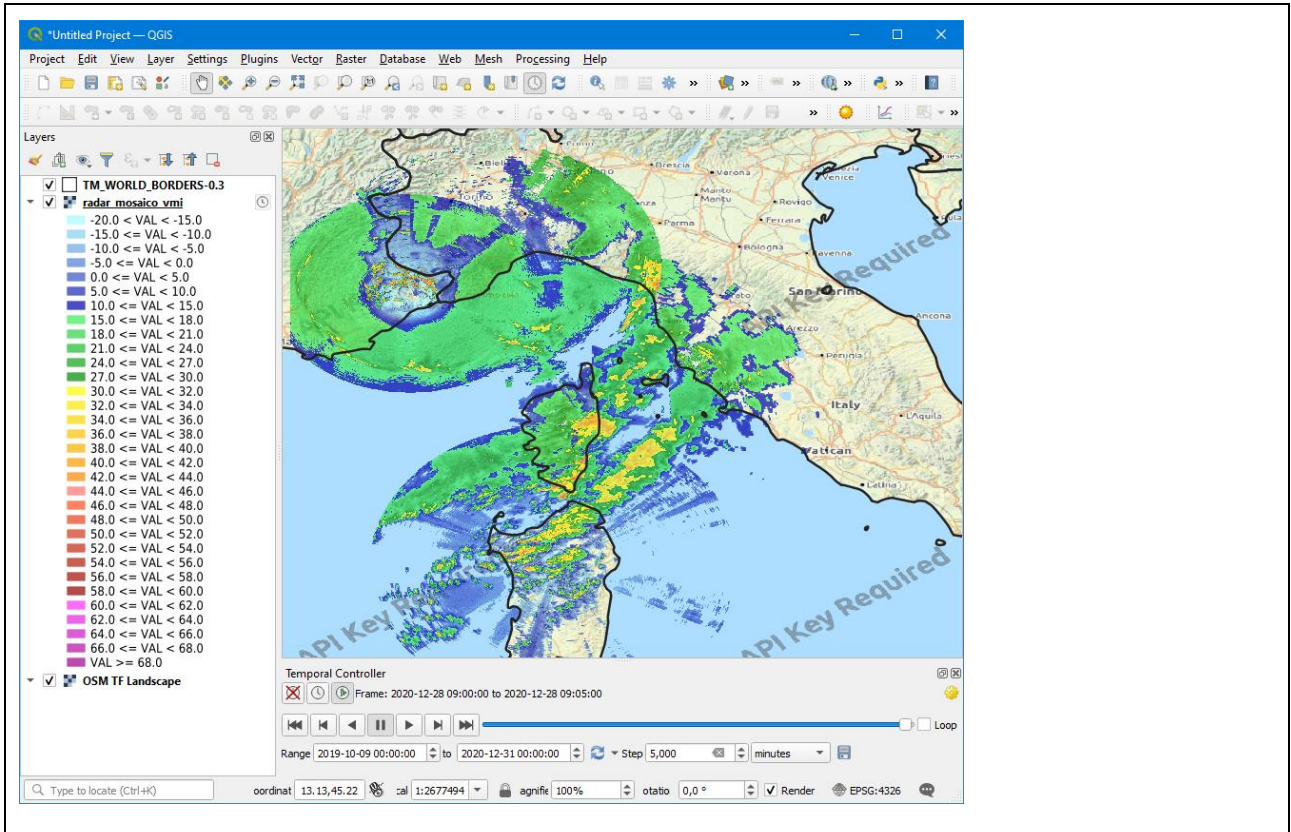 *Untitled Project — QGIS
Project Edit View Layer Settings Plugins Vector Raster Database Web Mesh Processing Help
Layers
TM_WORLD_BORDERS-0.3
radar_mosaico_vmi
-20.0 < VAL < -15.0
-15.0 <= VAL < -10.0
-10.0 <= VAL < -5.0
-5.0 <= VAL < 0.0
0.0 <= VAL < 5.0
5.0 <= VAL < 10.0
10.0 <= VAL < 15.0
15.0 <= VAL < 18.0
18.0 <= VAL < 21.0
21.0 <= VAL < 24.0
24.0 <= VAL < 27.0
27.0 <= VAL < 30.0
30.0 <= VAL < 32.0
32.0 <= VAL < 34.0
34.0 <= VAL < 36.0
36.0 <= VAL < 38.0
38.0 <= VAL < 40.0
40.0 <= VAL < 42.0
42.0 <= VAL < 44.0
44.0 <= VAL < 46.0
46.0 <= VAL < 48.0
48.0 <= VAL < 50.0
50.0 <= VAL < 52.0
52.0 <= VAL < 54.0
54.0 <= VAL < 56.0
56.0 <= VAL < 58.0
58.0 <= VAL < 60.0
60.0 <= VAL < 62.0
62.0 <= VAL < 64.0
64.0 <= VAL < 66.0
66.0 <= VAL < 68.0
VAL >= 68.0
OSM TF Landscape
Brescia
Verona
Venice
Mantu
Rovigo
Parma
Ferrara
Bologna
Ravenna
San Marino
Ancona
Arezzo
Perugia
Italy
L'Aquila
Vatican
Latina
API Key Required
API Key Required
Temporal Controller
Frame: 2020-12-28 09:00:00 to 2020-12-28 09:05:00
Loop
Range 2019-10-09 00:00:00 to 2020-12-31 00:00:00 Step 5,000 minutes
Type to locate (Ctrl+K) oordinat 13.13,45.22 :al 1:2677494 agnifie 100% otatio 0,0 ° Render EPSG:4326